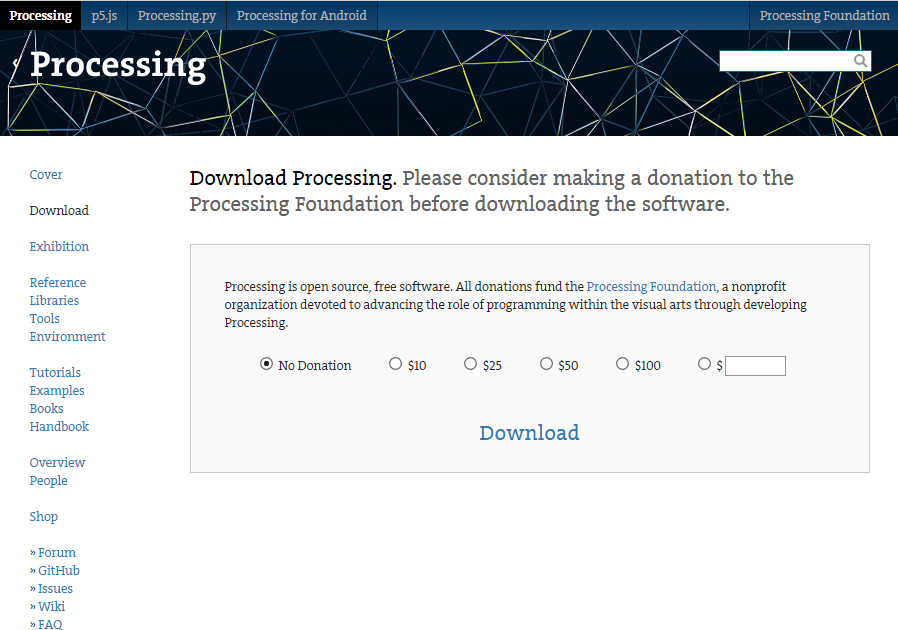 Processing p5.js Processing.py Processing for Android Processing Foundation
Processing
Cover
Download
Exhibition
Reference
Libraries
Tools
Environment
Tutorials
Examples
Books
Handbook
Overview
People
Shop
» Forum
» GitHub
» Issues
» Wiki
» FAQ
Download Processing. Please consider making a donation to the
Processing Foundation before downloading the software.
Processing is open source, free software. All donations fund the Processing Foundation, a nonprofit
organization devoted to advancing the role of programming within the visual arts through developing
Processing.
No Donation $10 $25 $50 $100 $
Download